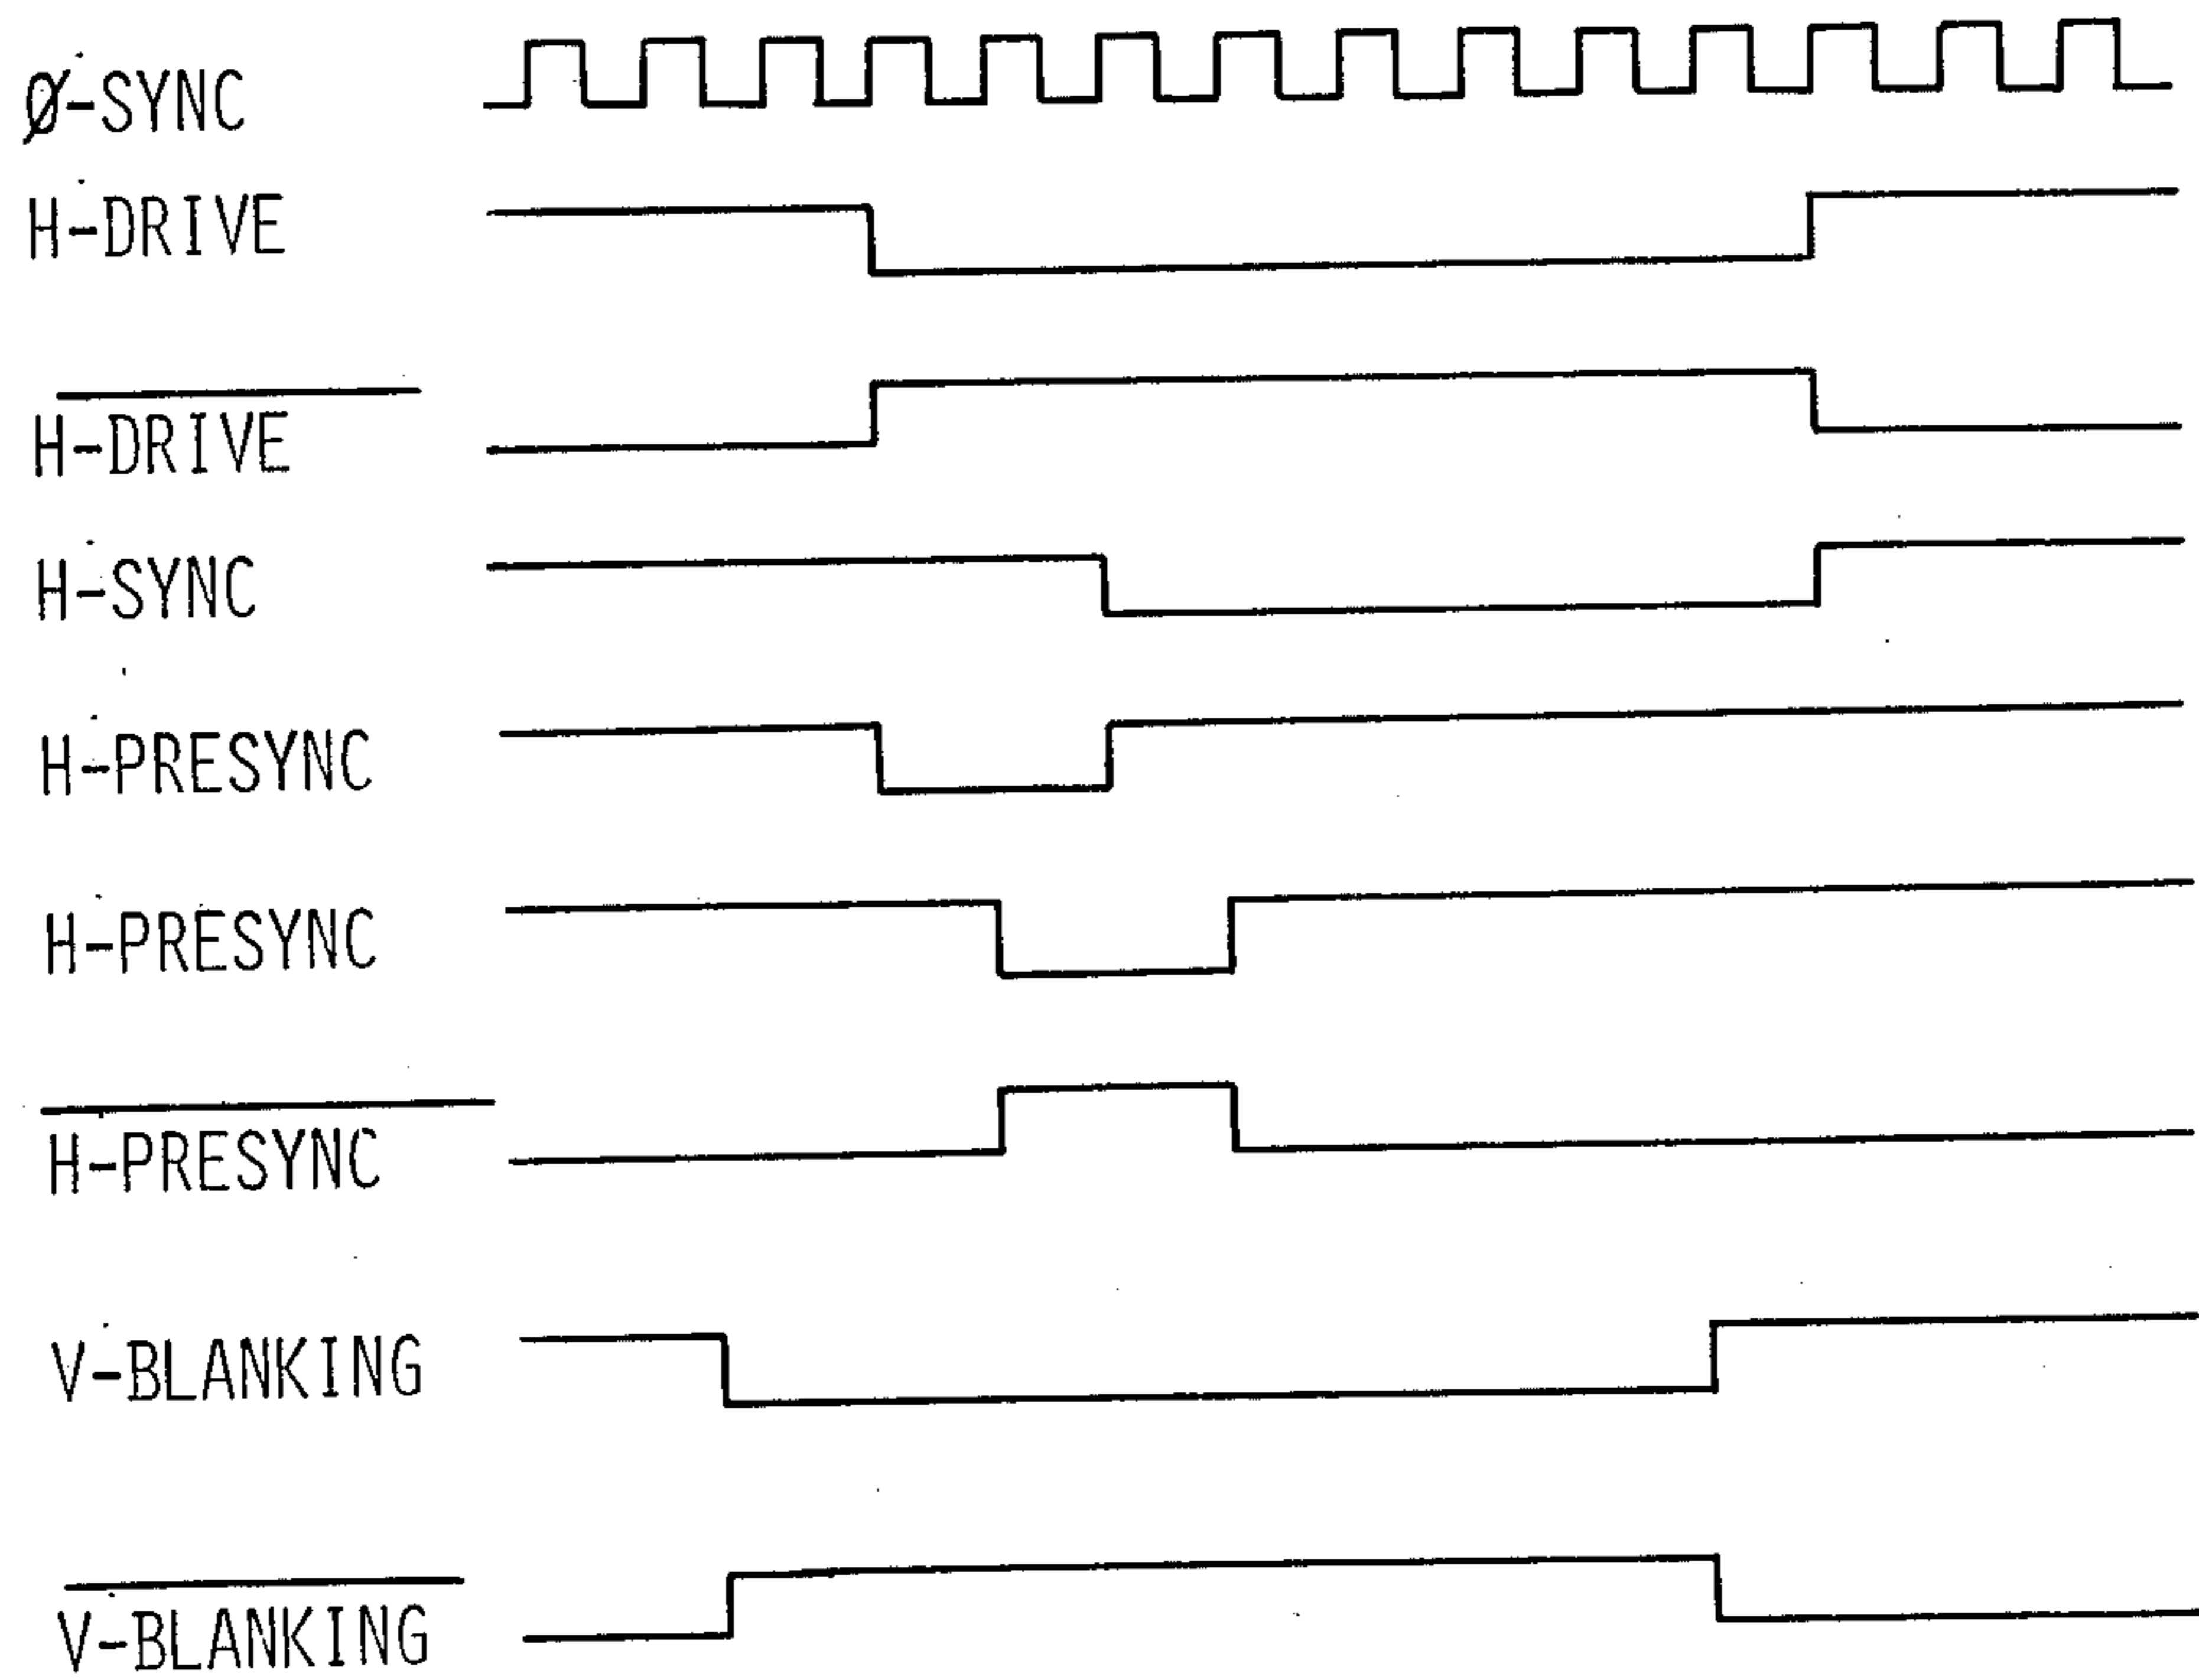 Ø-SYNC
H-DRIVE
H-DRIVE
H-SYNC
H-PRESYNC
H-PRESYNC
H-PRESYNC
V-BLANKING
V-BLANKING